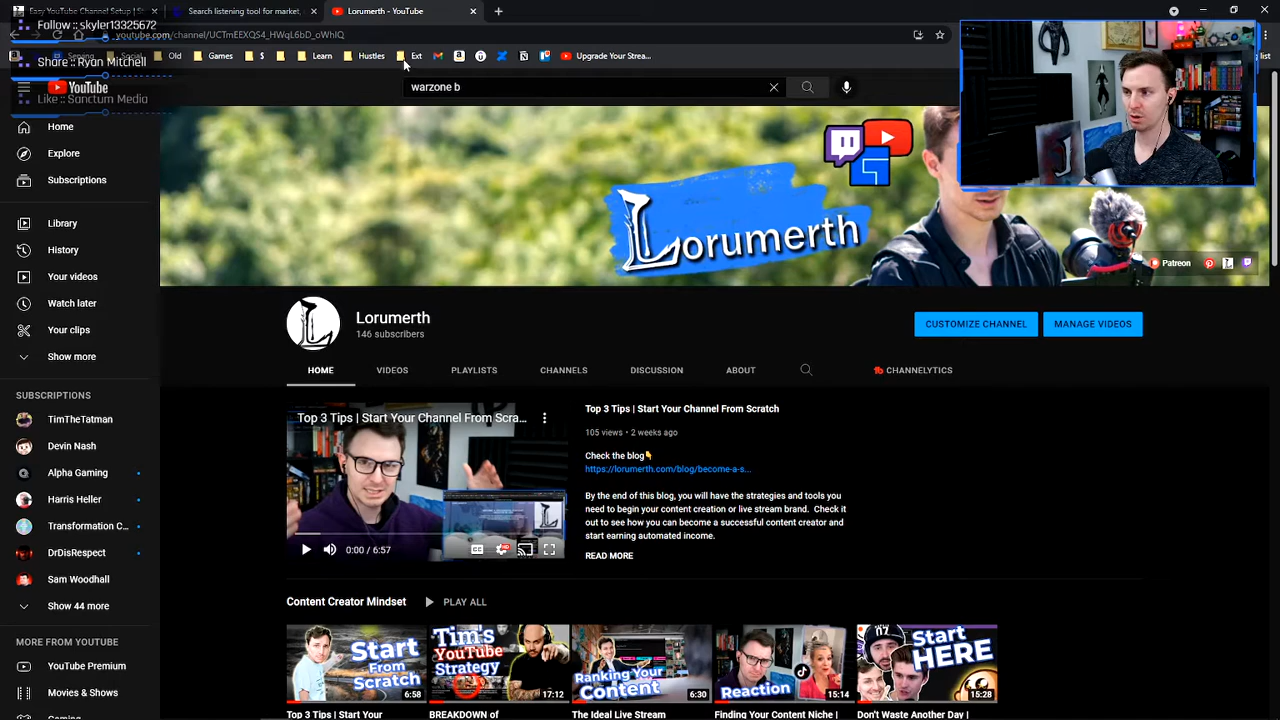 Easy Setup | St
Search listening tool for market,
Lorumerth - YouTube
Follow :: skyler13325672
youtube.com/channel/UCTmEEXQS4_HWqL6bD_oWhIQ
Share :: Ryan Mitchell
Like :: Sanctum Media
Social
Old
Games
$
Learn
Hustles
Ext
Upgrade Your Strea...
list
YouTube
warzone b
Home
Explore
Subscriptions
Library
History
Your videos
Watch later
Your clips
Show more
SUBSCRIPTIONS
TimTheTatman
Devin Nash
Alpha Gaming
Harris Heller
Transformation C...
DrDisRespect
Sam Woodhall
Show 44 more
MORE FROM YOUTUBE
YouTube Premium
Movies & Shows
Gaming
Lorumerth
Patreon
Lorumerth
146 subscribers
CUSTOMIZE CHANNEL
MANAGE VIDEOS
HOME
VIDEOS
PLAYLISTS
CHANNELS
DISCUSSION
ABOUT
CHANNELYTICS
Top 3 Tips | Start Your Channel From Scra...
0:00 / 6:57
Top 3 Tips | Start Your Channel From Scratch
105 views • 2 weeks ago
Check the blog👇
https://lorumerth.com/blog/become-a-s...
By the end of this blog, you will have the strategies and tools you
need to begin your content creation or live stream brand. Check it
out to see how you can become a successful content creator and
start earning automated income.
READ MORE
Content Creator Mindset
PLAY ALL
Start
From
Scratch
6:58
Tim's
YouTube
Strategy
17:12
Ranking Your
Content
6:30
Reaction
15:14
Start
HERE
15:28
Top 3 Tips | Start Your
BREAKDOWN of
The Ideal Live Stream
Finding Your Content Niche |
Don't Waste Another Day |